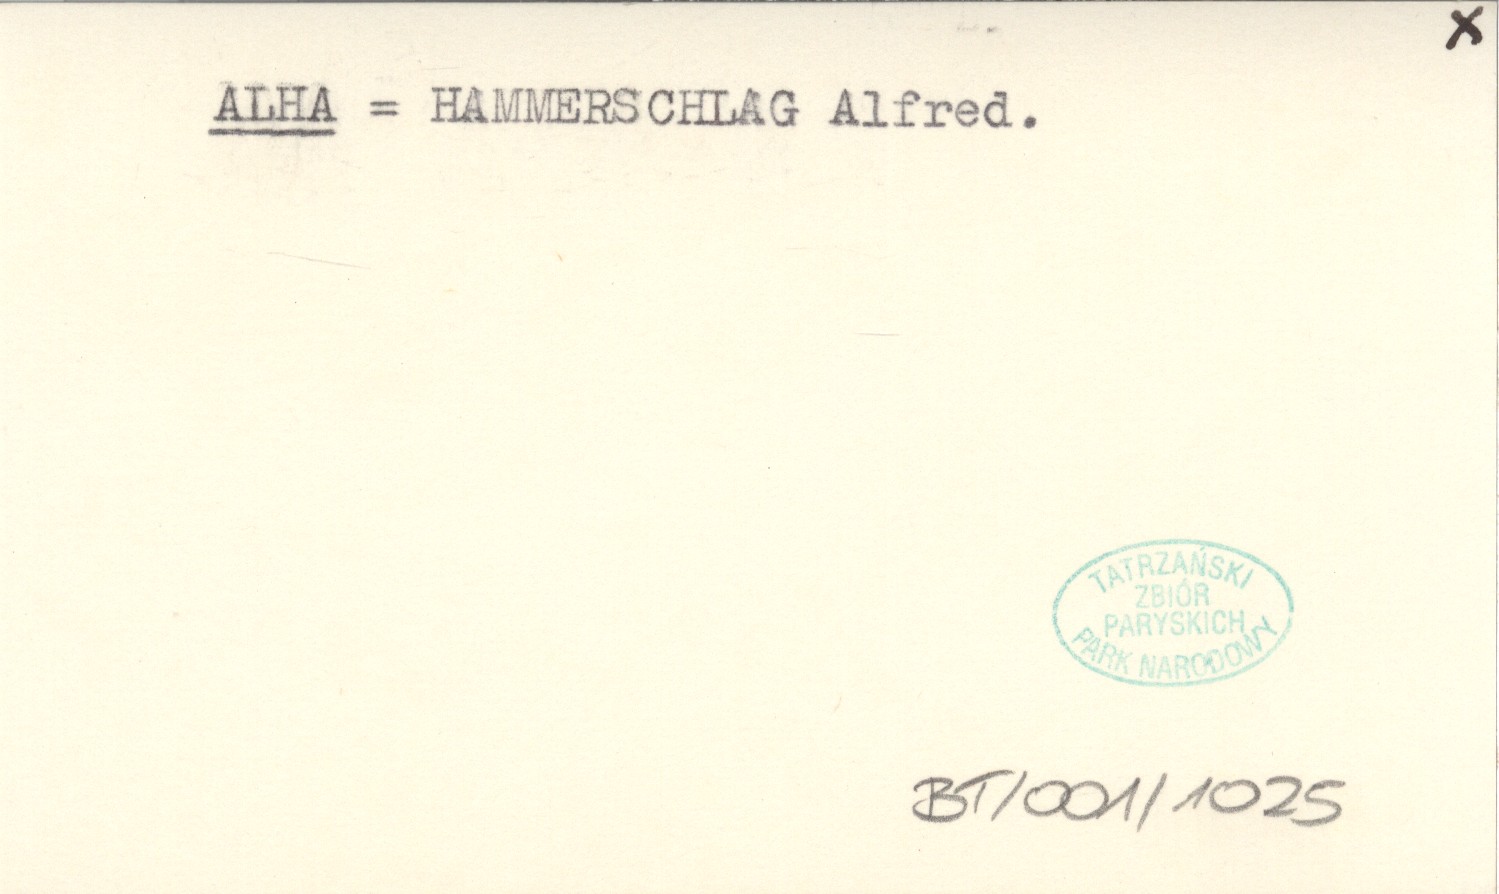 x
ALHA = HAMMERSCHLAG Alfred.
TATRZAŃSKI
ZBIÓR
PARYSKICH
PARK NARODOWY
BT/001/1025